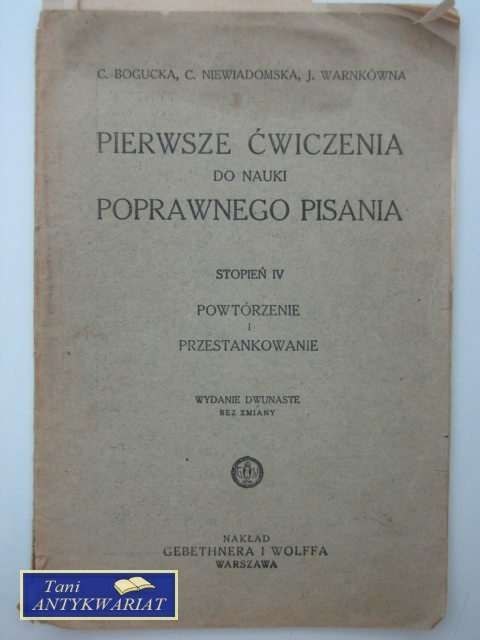 C. BOGUCKA, C. NIEWIADOMSKA, J. WARNKÓWNA
PIERWSZE ĆWICZENIA
DO NAUKI
POPRAWNEGO PISANIA
STOPIEŃ IV
POWTÓRZENIE
I
PRZESTANKOWANIE
WYDANIE DWUNASTE
BEZ ZMIANY
NAKŁAD
GEBETHNERA I WOLFFA
WARSZAWA
Tani
ANTYKWARIAT